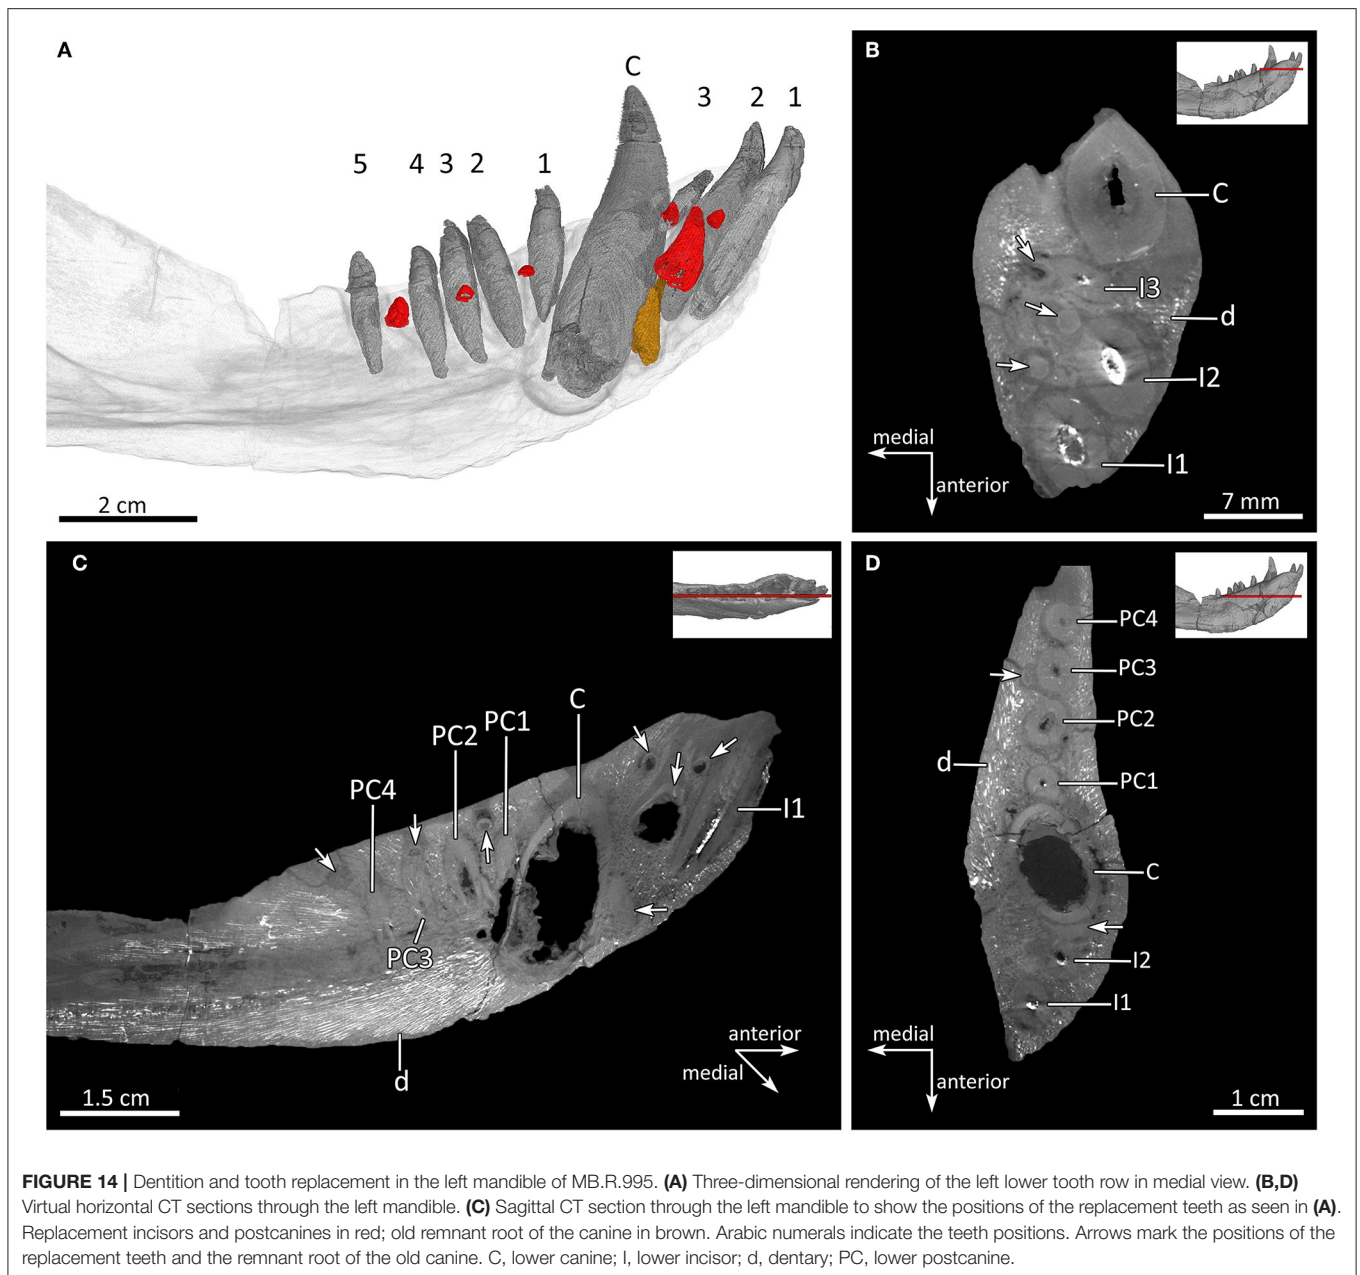 A
C
3 2 1
5 4 3 2 1
2 cm
B
C
I3
d
I2
I1
medial
anterior
7 mm
C
C
PC1
PC2
PC4
I1
PC3
d
anterior
medial
1.5 cm
D
PC4
PC3
PC2
d
PC1
C
I2
I1
medial
anterior
1 cm
FIGURE 14 | Dentition and tooth replacement in the left mandible of MB.R.995. (A) Three-dimensional rendering of the left lower tooth row in medial view. (B,D)
Virtual horizontal CT sections through the left mandible. (C) Sagittal CT section through the left mandible to show the positions of the replacement teeth as seen in (A).
Replacement incisors and postcanines in red; old remnant root of the canine in brown. Arabic numerals indicate the teeth positions. Arrows mark the positions of the
replacement teeth and the remnant root of the old canine. C, lower canine; I, lower incisor; d, dentary; PC, lower postcanine.